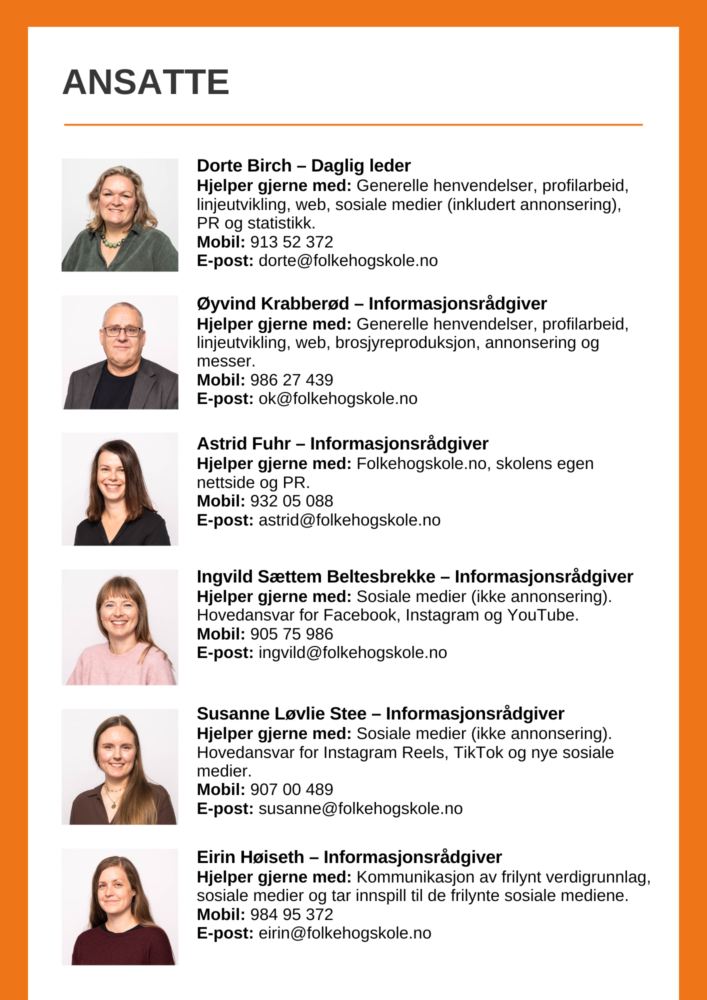 ANSATTE
Dorte Birch – Daglig leder
Hjelper gjerne med: Generelle henvendelser, profilarbeid,
linjeutvikling, web, sosiale medier (inkludert annonsering),
PR og statistikk.
Mobil: 913 52 372
E-post: dorte@folkehogskole.no
Øyvind Krabberød – Informasjonsrådgiver
Hjelper gjerne med: Generelle henvendelser, profilarbeid,
linjeutvikling, web, brosjyreproduksjon, annonsering og
messer.
Mobil: 986 27 439
E-post: ok@folkehogskole.no
Astrid Fuhr – Informasjonsrådgiver
Hjelper gjerne med: Folkehogskole.no, skolens egen
nettside og PR.
Mobil: 932 05 088
E-post: astrid@folkehogskole.no
Ingvild Sættem Beltesbrekke – Informasjonsrådgiver
Hjelper gjerne med: Sosiale medier (ikke annonsering).
Hovedansvar for Facebook, Instagram og YouTube.
Mobil: 905 75 986
E-post: ingvild@folkehogskole.no
Susanne Løvlie Stee – Informasjonsrådgiver
Hjelper gjerne med: Sosiale medier (ikke annonsering).
Hovedansvar for Instagram Reels, TikTok og nye sosiale
medier.
Mobil: 907 00 489
E-post: susanne@folkehogskole.no
Eirin Høiseth – Informasjonsrådgiver
Hjelper gjerne med: Kommunikasjon av frilynt verdigrunnlag,
sosiale medier og tar innspill til de frilynte sosiale mediene.
Mobil: 984 95 372
E-post: eirin@folkehogskole.no